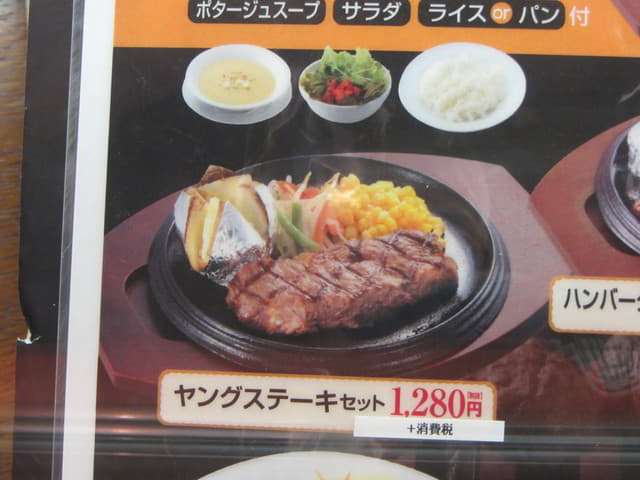 ポタージュスープ サラダ ライス or パン 付
ハンバー
ヤングステーキセット 1,280円
+消費税